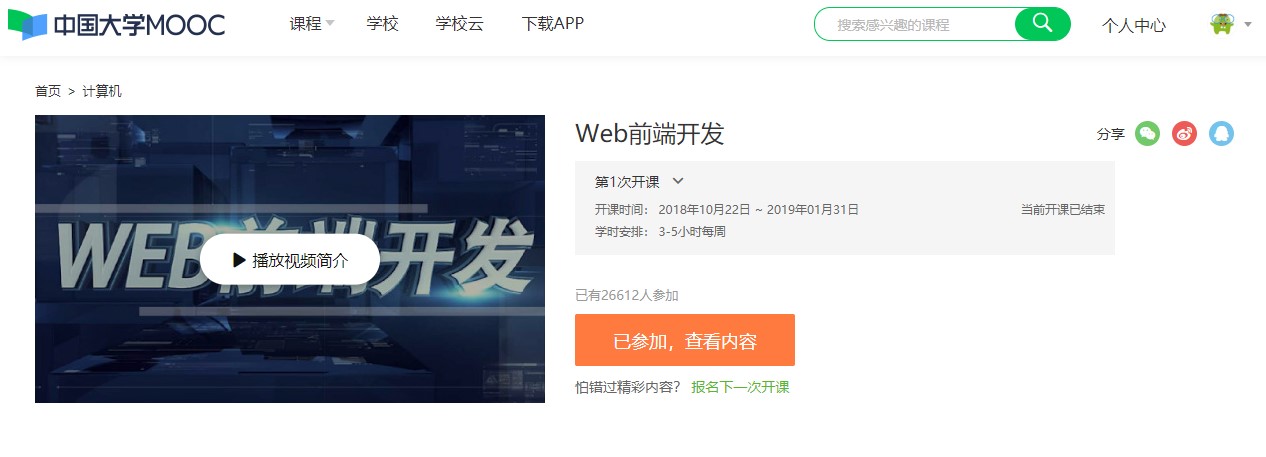 中国大学MOOC 课程 学校 学校云 下载APP 搜索感兴趣的课程 个人中心
首页 > 计算机
WEB前端开发
播放视频简介
Web前端开发
分享
第1次开课
开课时间： 2018年10月22日 ~ 2019年01月31日 当前开课已结束
学时安排： 3-5小时每周
已有26612人参加
已参加，查看内容
怕错过精彩内容？ 报名下一次开课